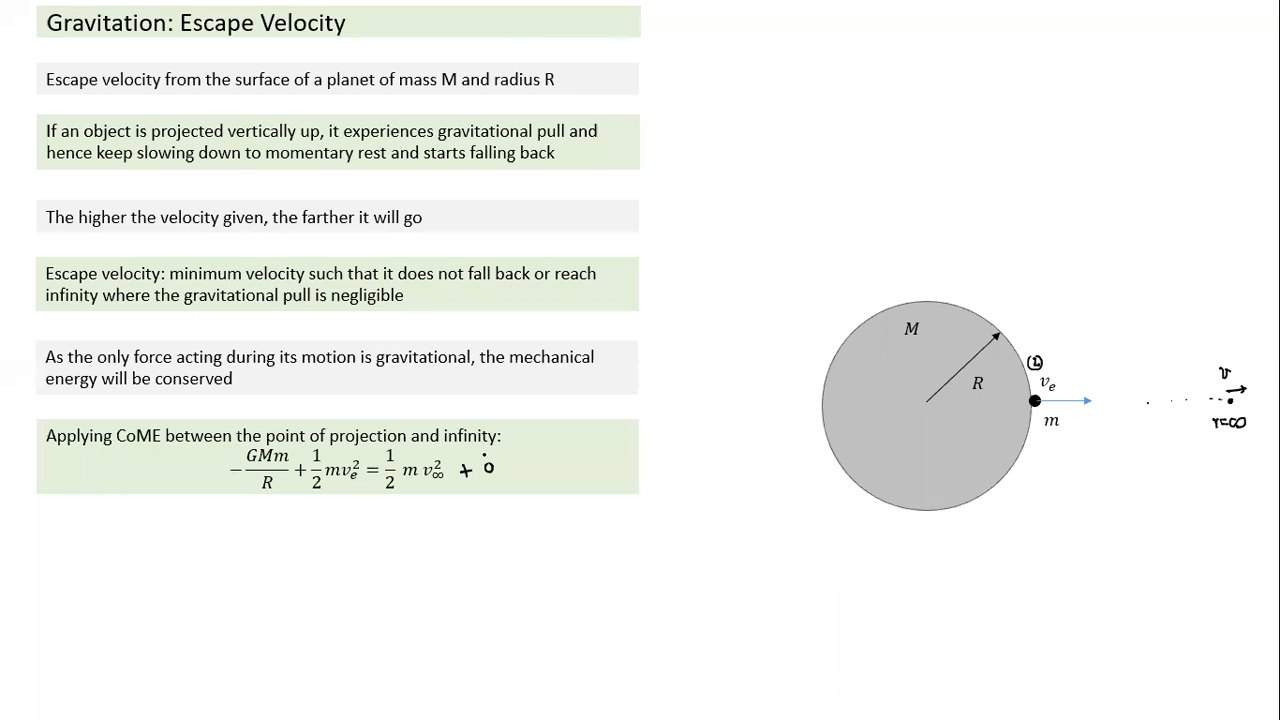 Gravitation: Escape Velocity
Escape velocity from the surface of a planet of mass M and radius R
If an object is projected vertically up, it experiences gravitational pull and
hence keep slowing down to momentary rest and starts falling back
The higher the velocity given, the farther it will go
Escape velocity: minimum velocity such that it does not fall back or reach
infinity where the gravitational pull is negligible
As the only force acting during its motion is gravitational, the mechanical
energy will be conserved
Applying CoME between the point of projection and infinity:
−GMm/R + 1/2 mv_e^2 = 1/2 m v_∞^2 + 0
M
R
v_e
m
v
r=∞